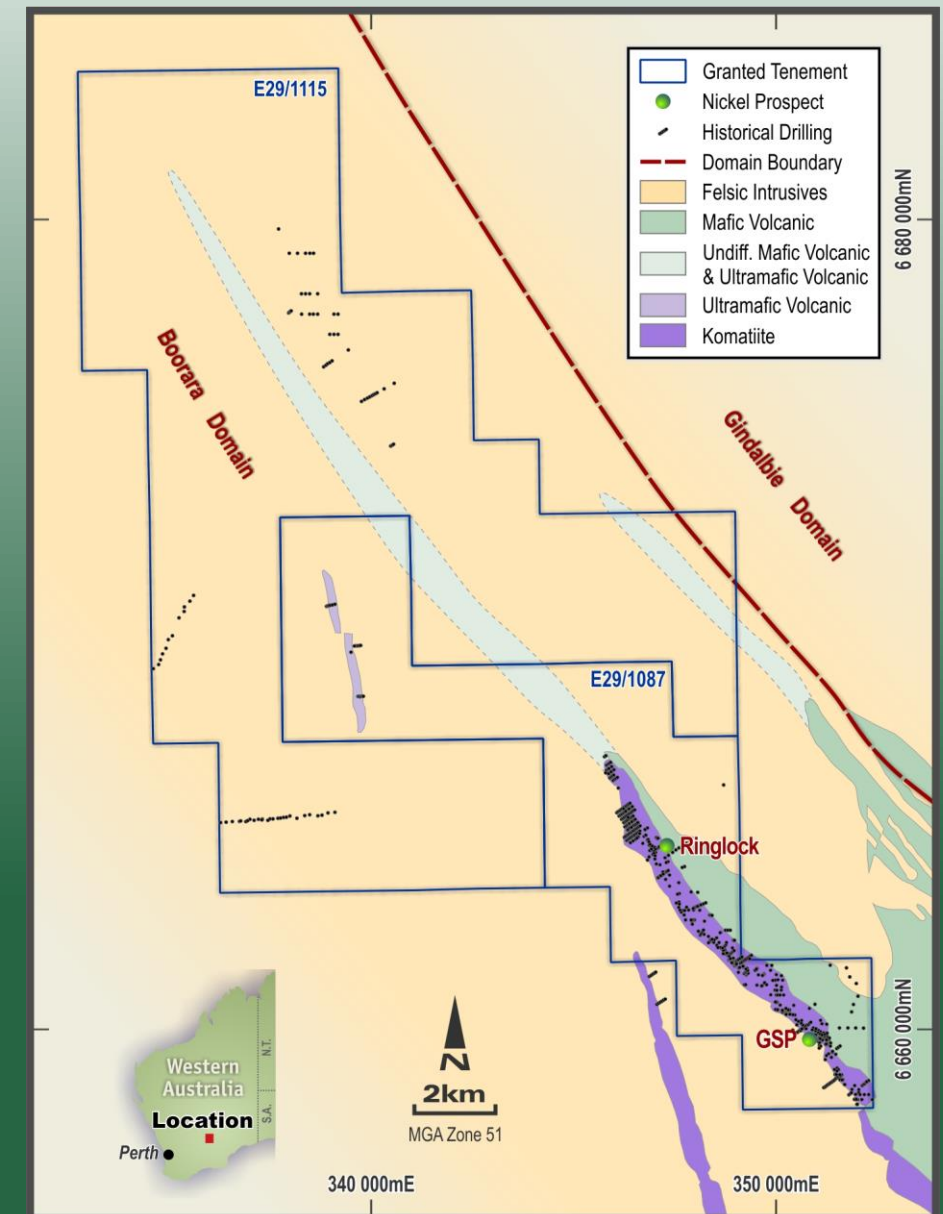 E29/1115
Granted Tenement
Nickel Prospect
Historical Drilling
Domain Boundary
Felsic Intrusives
Mafic Volcanic
Undiff. Mafic Volcanic
& Ultramafic Volcanic
Ultramafic Volcanic
Komatiite
6 680 000mN
Boorara Domain
Gindalbie Domain
E29/1087
Ringlock
GSP
6 660 000mN
Western
Australia
N.T.
S.A.
Location
Perth
N
2km
MGA Zone 51
340 000mE
350 000mE